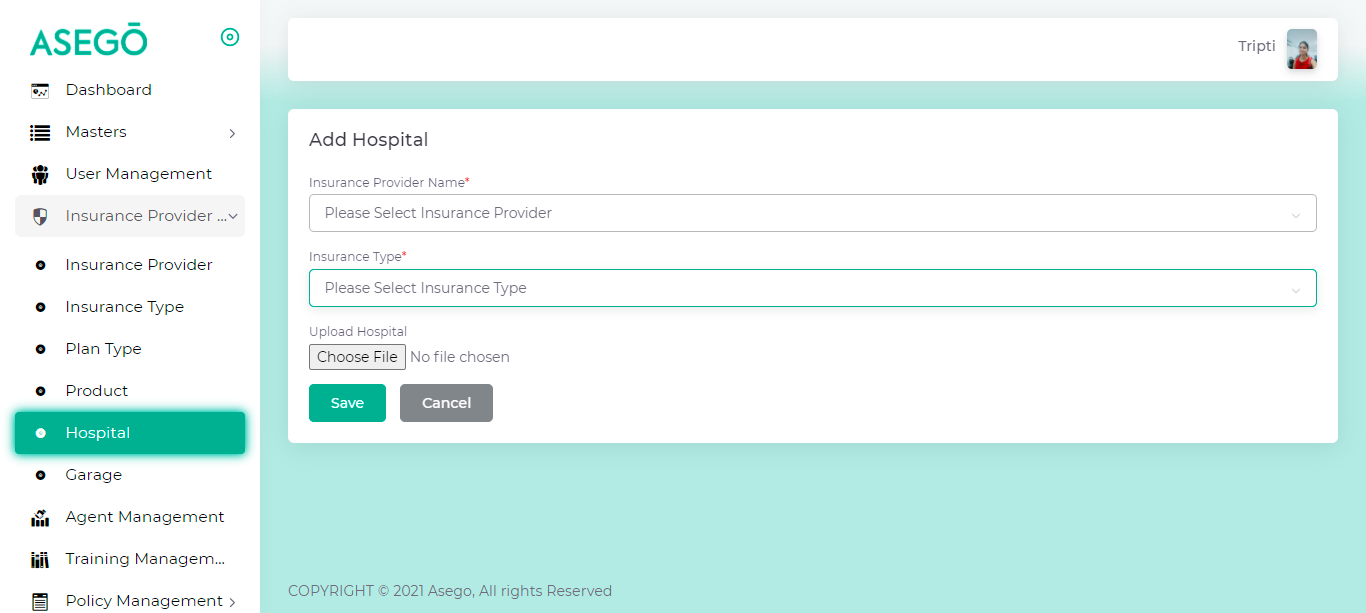 ASEGŌ
Dashboard
Masters
User Management
Insurance Provider ...
Insurance Provider
Insurance Type
Plan Type
Product
Hospital
Garage
Agent Management
Training Managem...
Policy Management
Tripti
Add Hospital
Insurance Provider Name*
Please Select Insurance Provider
Insurance Type*
Please Select Insurance Type
Upload Hospital
Choose File No file chosen
Save Cancel
COPYRIGHT © 2021 Asego, All rights Reserved